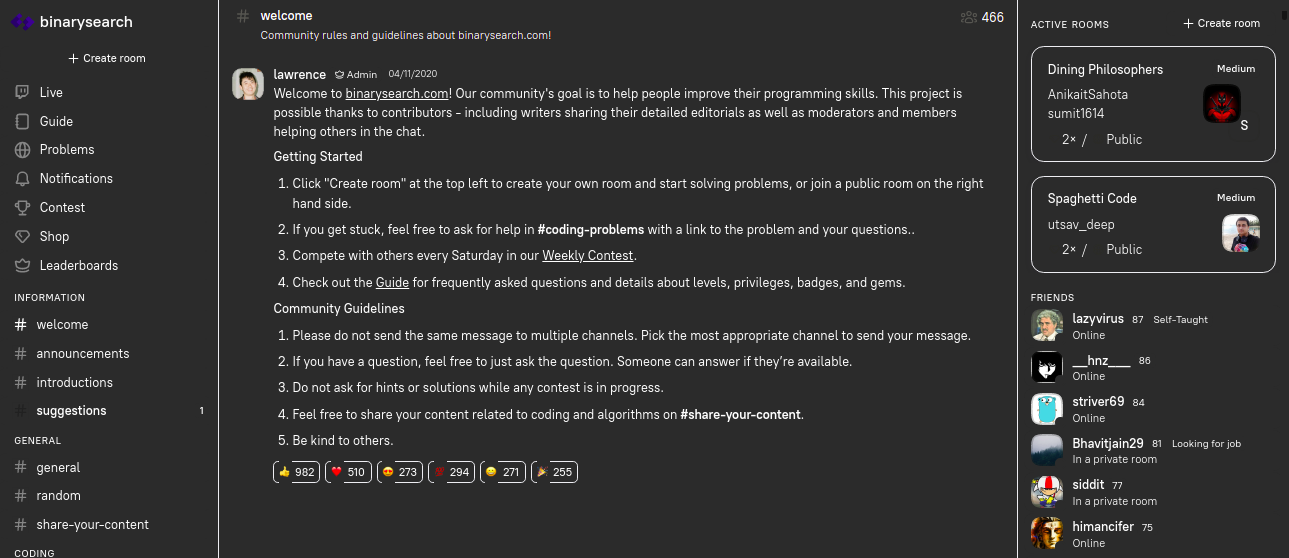 binarysearch
Create room
Live
Guide
Problems
Notifications
Contest
Shop
Leaderboards
INFORMATION
# welcome
# announcements
# introductions
# suggestions 1
GENERAL
# general
# random
# share-your-content
CODING
# welcome
466
Community rules and guidelines about binarysearch.com!
lawrence Admin 04/11/2020
Welcome to binarysearch.com! Our community's goal is to help people improve their programming skills. This project is
possible thanks to contributors - including writers sharing their detailed editorials as well as moderators and members
helping others in the chat.
Getting Started
1. Click "Create room" at the top left to create your own room and start solving problems, or join a public room on the right
hand side.
2. If you get stuck, feel free to ask for help in #coding-problems with a link to the problem and your questions..
3. Compete with others every Saturday in our Weekly Contest.
4. Check out the Guide for frequently asked questions and details about levels, privileges, badges, and gems.
Community Guidelines
1. Please do not send the same message to multiple channels. Pick the most appropriate channel to send your message.
2. If you have a question, feel free to just ask the question. Someone can answer if they're available.
3. Do not ask for hints or solutions while any contest is in progress.
4. Feel free to share your content related to coding and algorithms on #share-your-content.
5. Be kind to others.
👍 982 ❤️ 510 😍 273 💯 294 😄 271 🎉 255
ACTIVE ROOMS
Create room
Dining Philosophers Medium
AnikaitSahota
sumit1614
S
2× / Public
Spaghetti Code Medium
utsav_deep
2× / Public
FRIENDS
lazyvirus 87 Self-Taught
Online
__hnz___ 86
Online
striver69 84
Online
Bhavitjain29 81 Looking for job
In a private room
siddit 77
In a private room
himancifer 75
Online